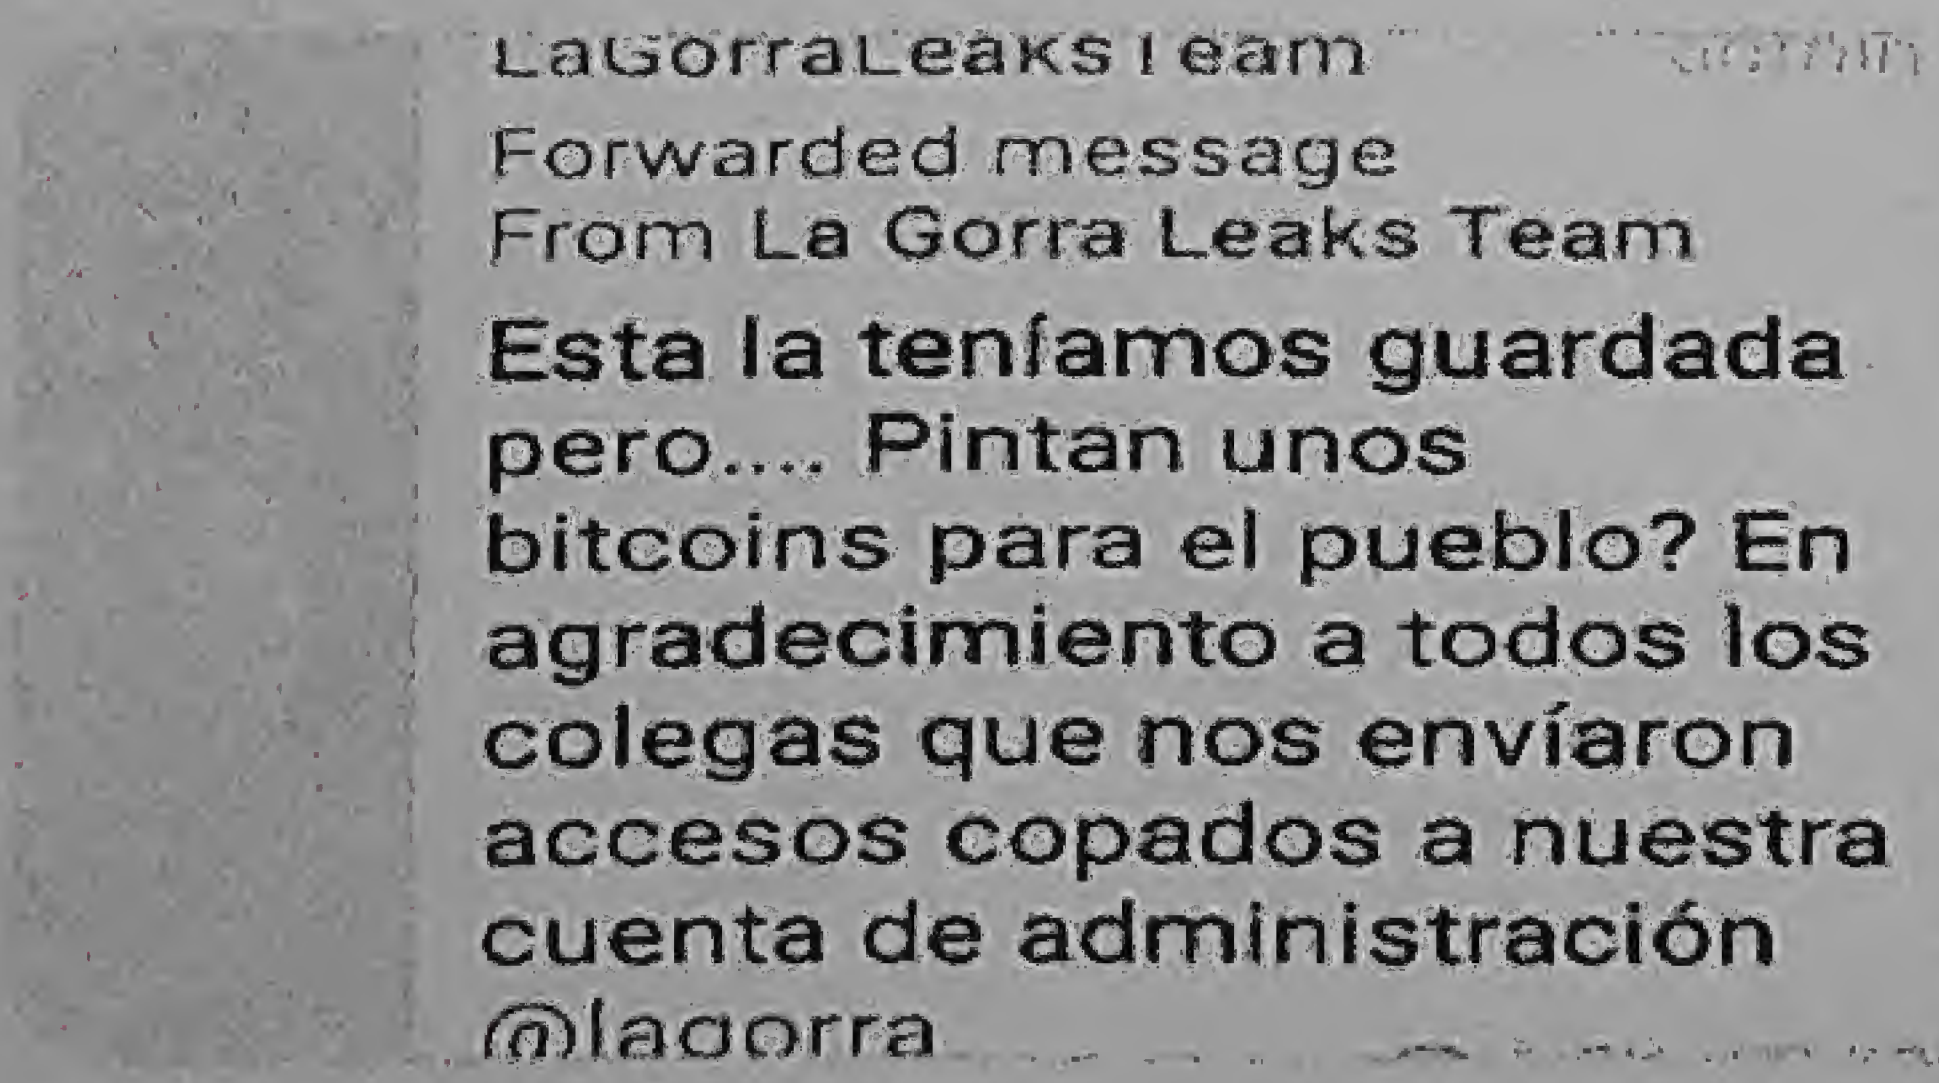 LaGorraLeaksTeam
Forwarded message
From La Gorra Leaks Team
Esta la teníamos guardada
pero.... Pintan unos
bitcoins para el pueblo? En
agradecimiento a todos los
colegas que nos envíaron
accesos copados a nuestra
cuenta de administración
@lagorra